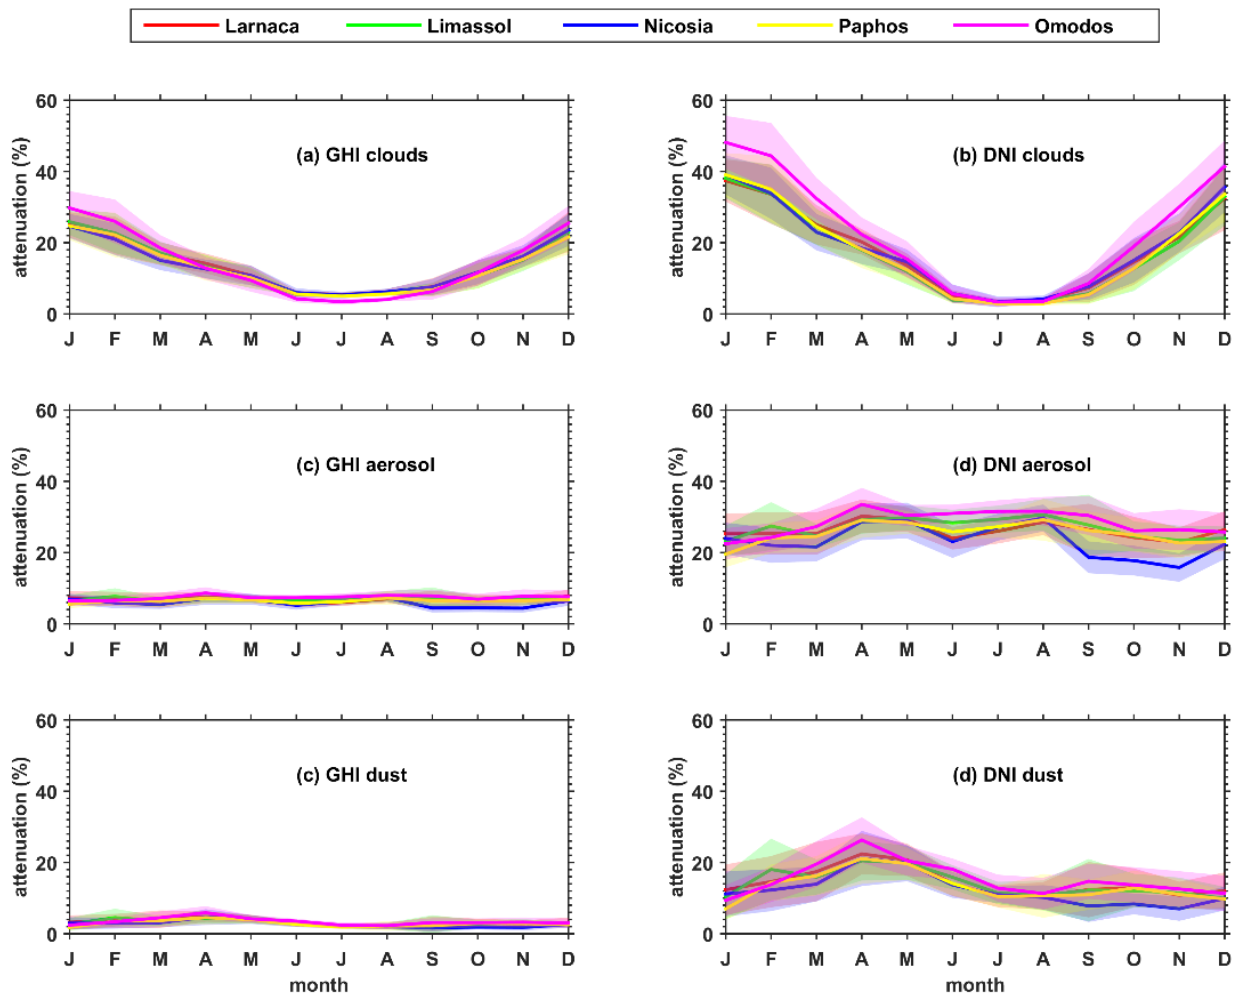 Larnaca Limassol Nicosia Paphos Omodos
60
40
20
0
attenuation (%)
(a) GHI clouds
J F M A M J J A S O N D
60
40
20
0
attenuation (%)
(b) DNI clouds
J F M A M J J A S O N D
60
40
20
0
attenuation (%)
(c) GHI aerosol
J F M A M J J A S O N D
60
40
20
0
attenuation (%)
(d) DNI aerosol
J F M A M J J A S O N D
60
40
20
0
attenuation (%)
(c) GHI dust
J F M A M J J A S O N D
month
60
40
20
0
attenuation (%)
(d) DNI dust
J F M A M J J A S O N D
month